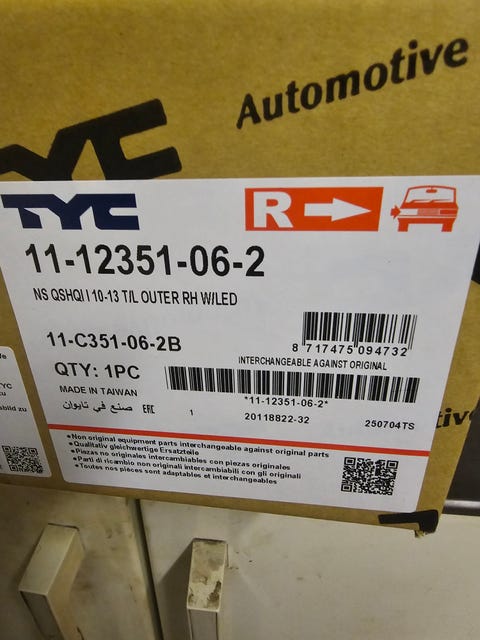 Automotive
TYC
TYC
R
11-12351-06-2
NS QSHQI I 10-13 T/L OUTER RH W/LED
11-C351-06-2B
8 717475 094732
INTERCHANGEABLE AGAINST ORIGINAL
QTY: 1PC
MADE IN TAIWAN
*11-12351-06-2*
صنع في تايوان EAC
1
20118822-32
250704TS
•Non original equipment parts interchangeable against original parts
•Qualitativ gleichwertige Ersatzteile
•Piezas no originales intercambiables con piezas originales
•Parti di ricambio non originali intercambiabili con gli originali
•Toutes nos pièces sont adaptables et interchangeables
TYC